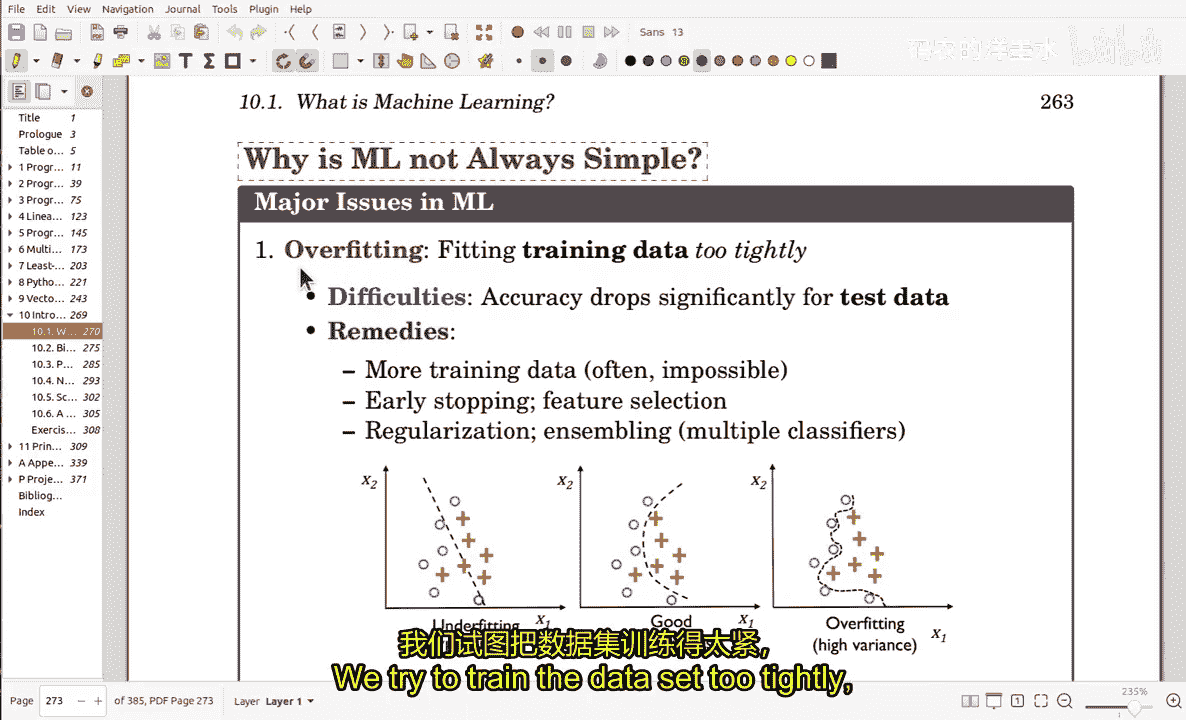 File Edit View Navigation Journal Tools Plugin Help
Sans 13
Title 1
Prologue 3
Table o... 5
1 Progr... 11
2 Progr... 39
3 Progr... 75
4 Linea... 123
5 Progr... 145
6 Multi... 173
7 Least-... 203
8 Pytho... 221
9 Vecto... 243
10 Intro... 269
10.1. W... 270
10.2. Bi... 275
10.3. P... 285
10.4. N... 293
10.5. Sc... 302
10.6. A ... 305
Exercis... 308
11 Prin... 309
A Appe... 339
P Proje... 371
Bibliog...
Index
10.1. What is Machine Learning? 263
Why is ML not Always Simple?
Major Issues in ML
1. Overfitting: Fitting training data too tightly
• Difficulties: Accuracy drops significantly for test data
• Remedies:
– More training data (often, impossible)
– Early stopping; feature selection
– Regularization; ensembling (multiple classifiers)
X2 X2 X2
Underfitting X1 Good X1 Overfitting
(high variance) X1
我们试图把数据集训练得太紧,
We try to train the data set too tightly,
Page 273 − + of 385, PDF Page 273 Layer Layer 1 235%